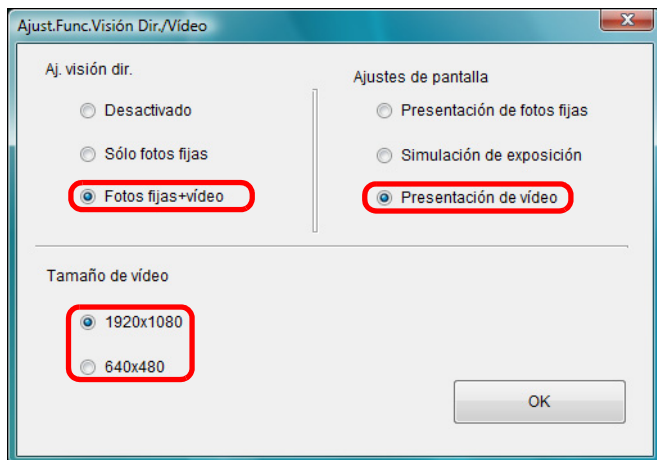 Ajust.Func.Visión Dir./Vídeo
Aj. visión dir.
Desactivado
Sólo fotos fijas
Fotos fijas+vídeo
Ajustes de pantalla
Presentación de fotos fijas
Simulación de exposición
Presentación de vídeo
Tamaño de vídeo
1920x1080
640x480
OK